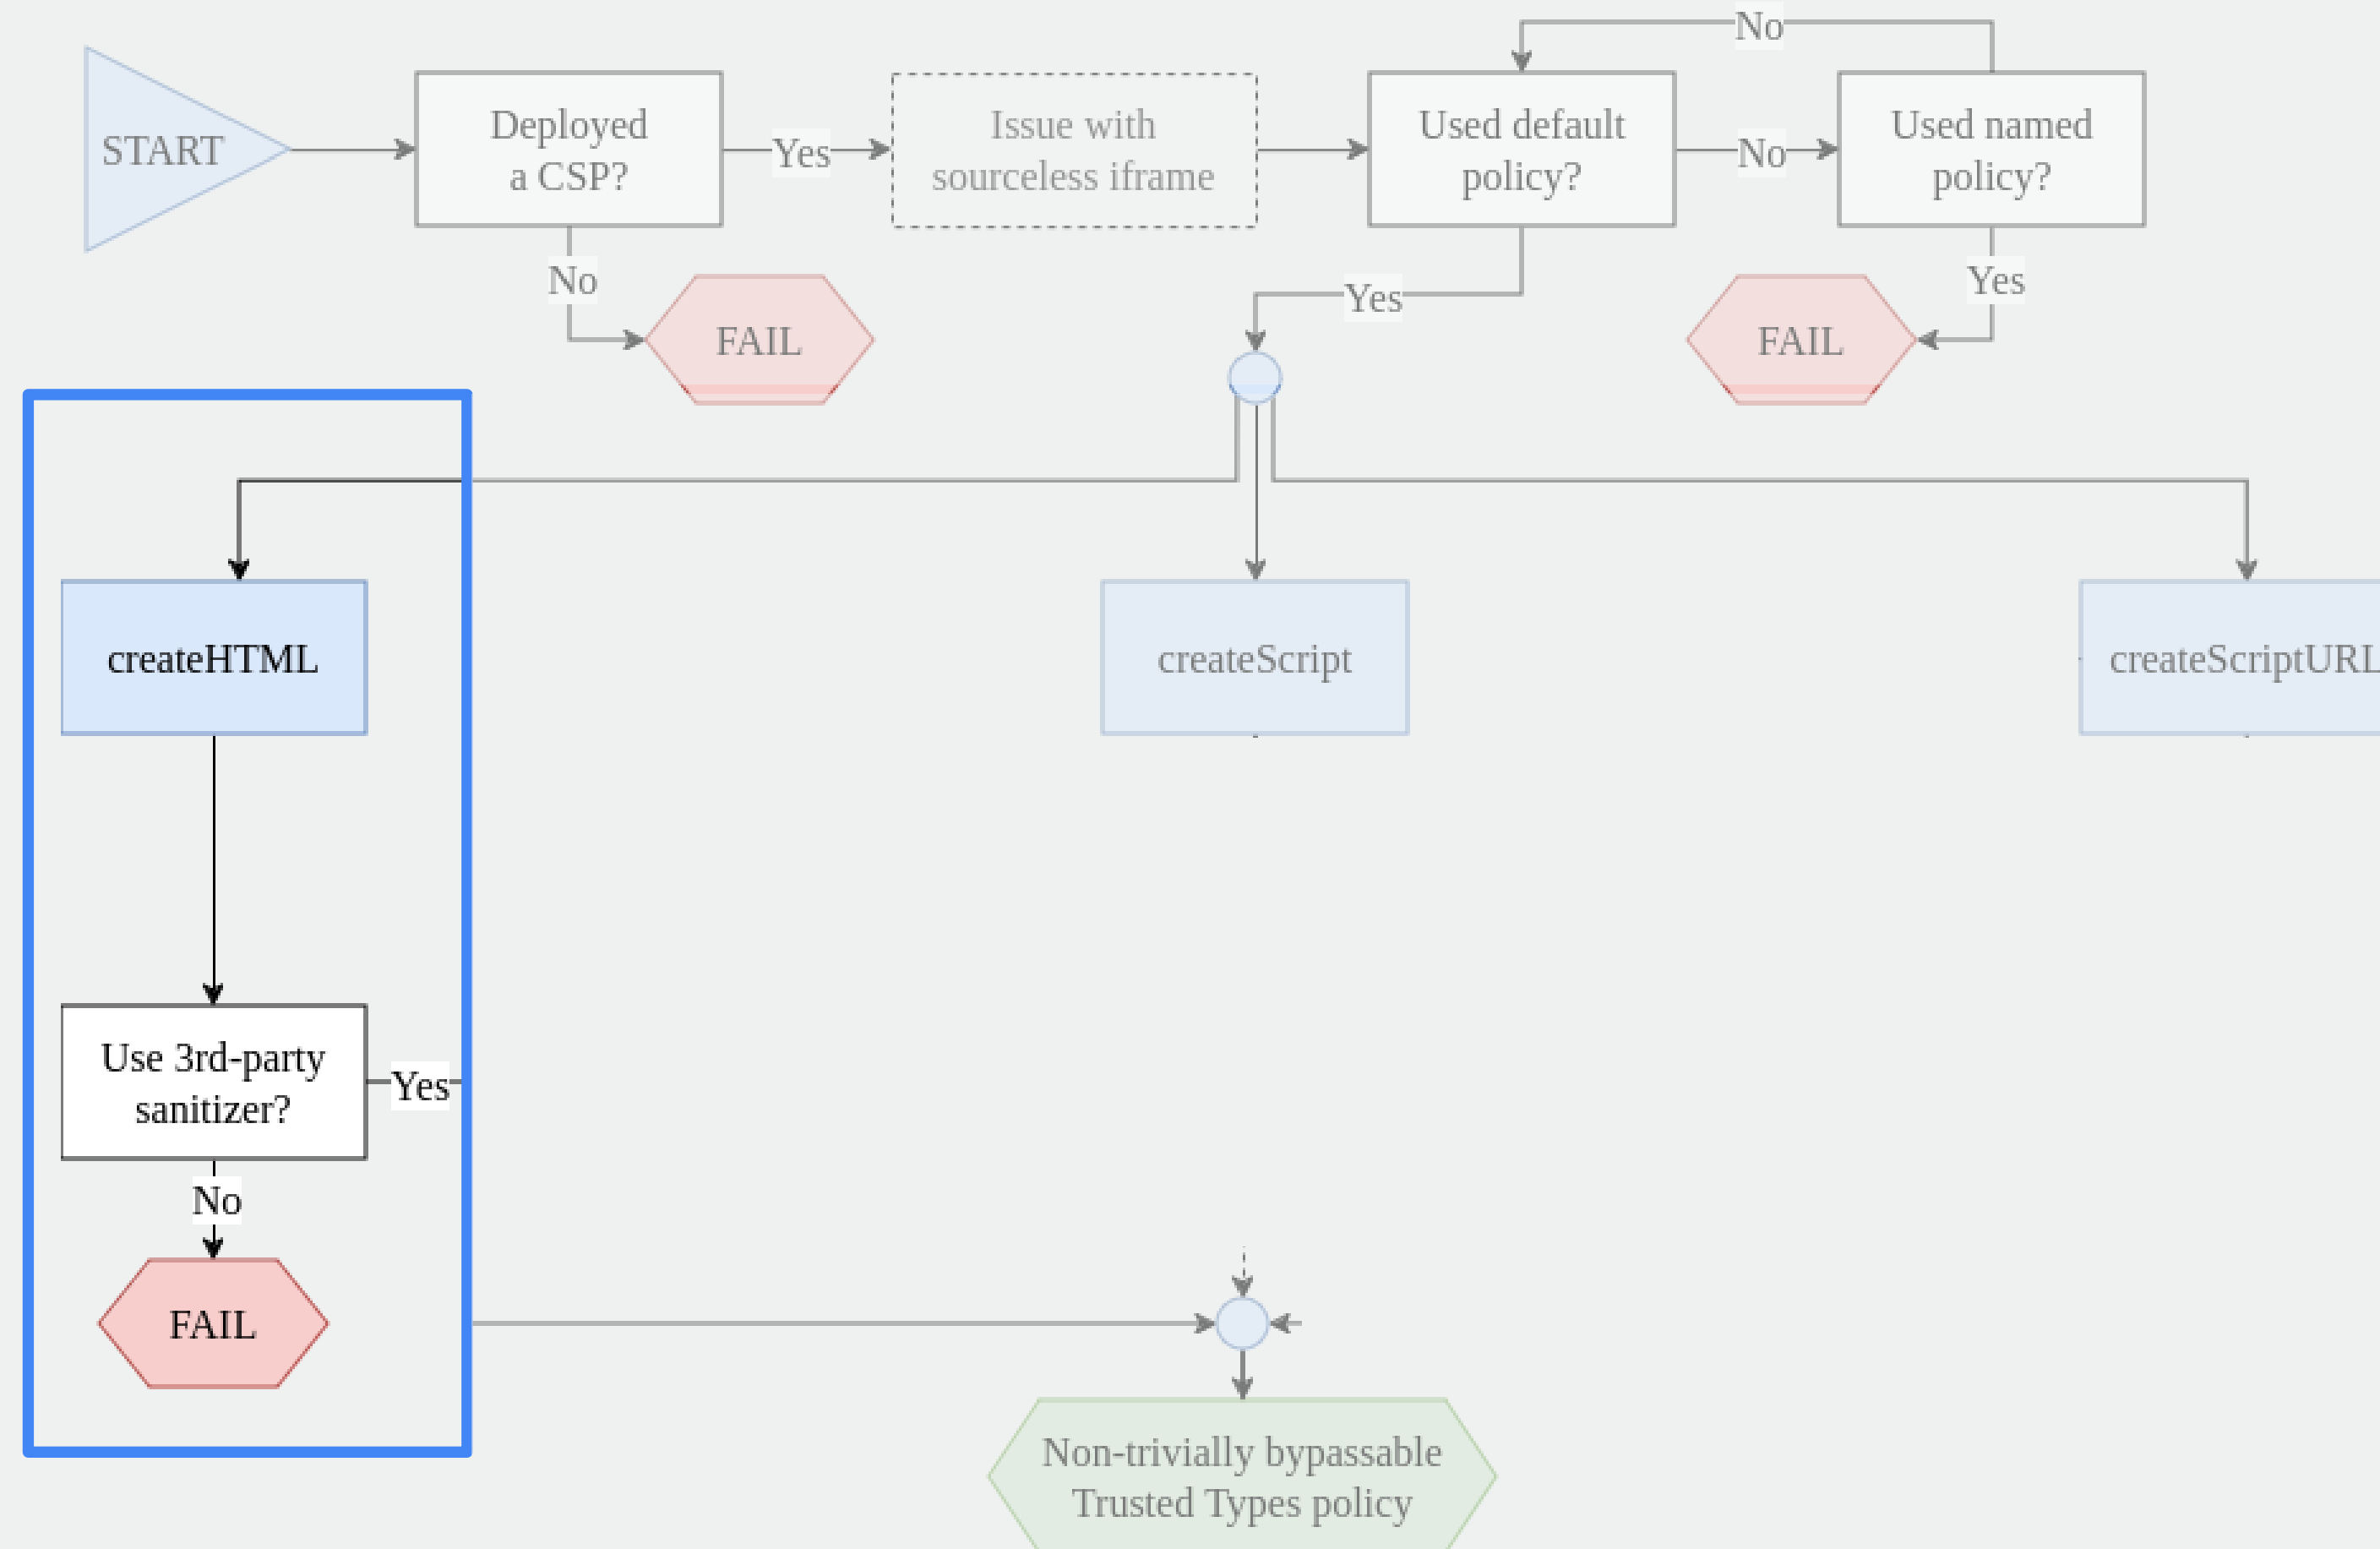 No
START
Deployed
a CSP?
Yes
Issue with
sourceless iframe
Used default
policy?
No
Used named
policy?
No
FAIL
Yes
FAIL
Yes
createHTML
createScript
createScriptURL
Use 3rd-party
sanitizer?
Yes
No
FAIL
Non-trivially bypassable
Trusted Types policy